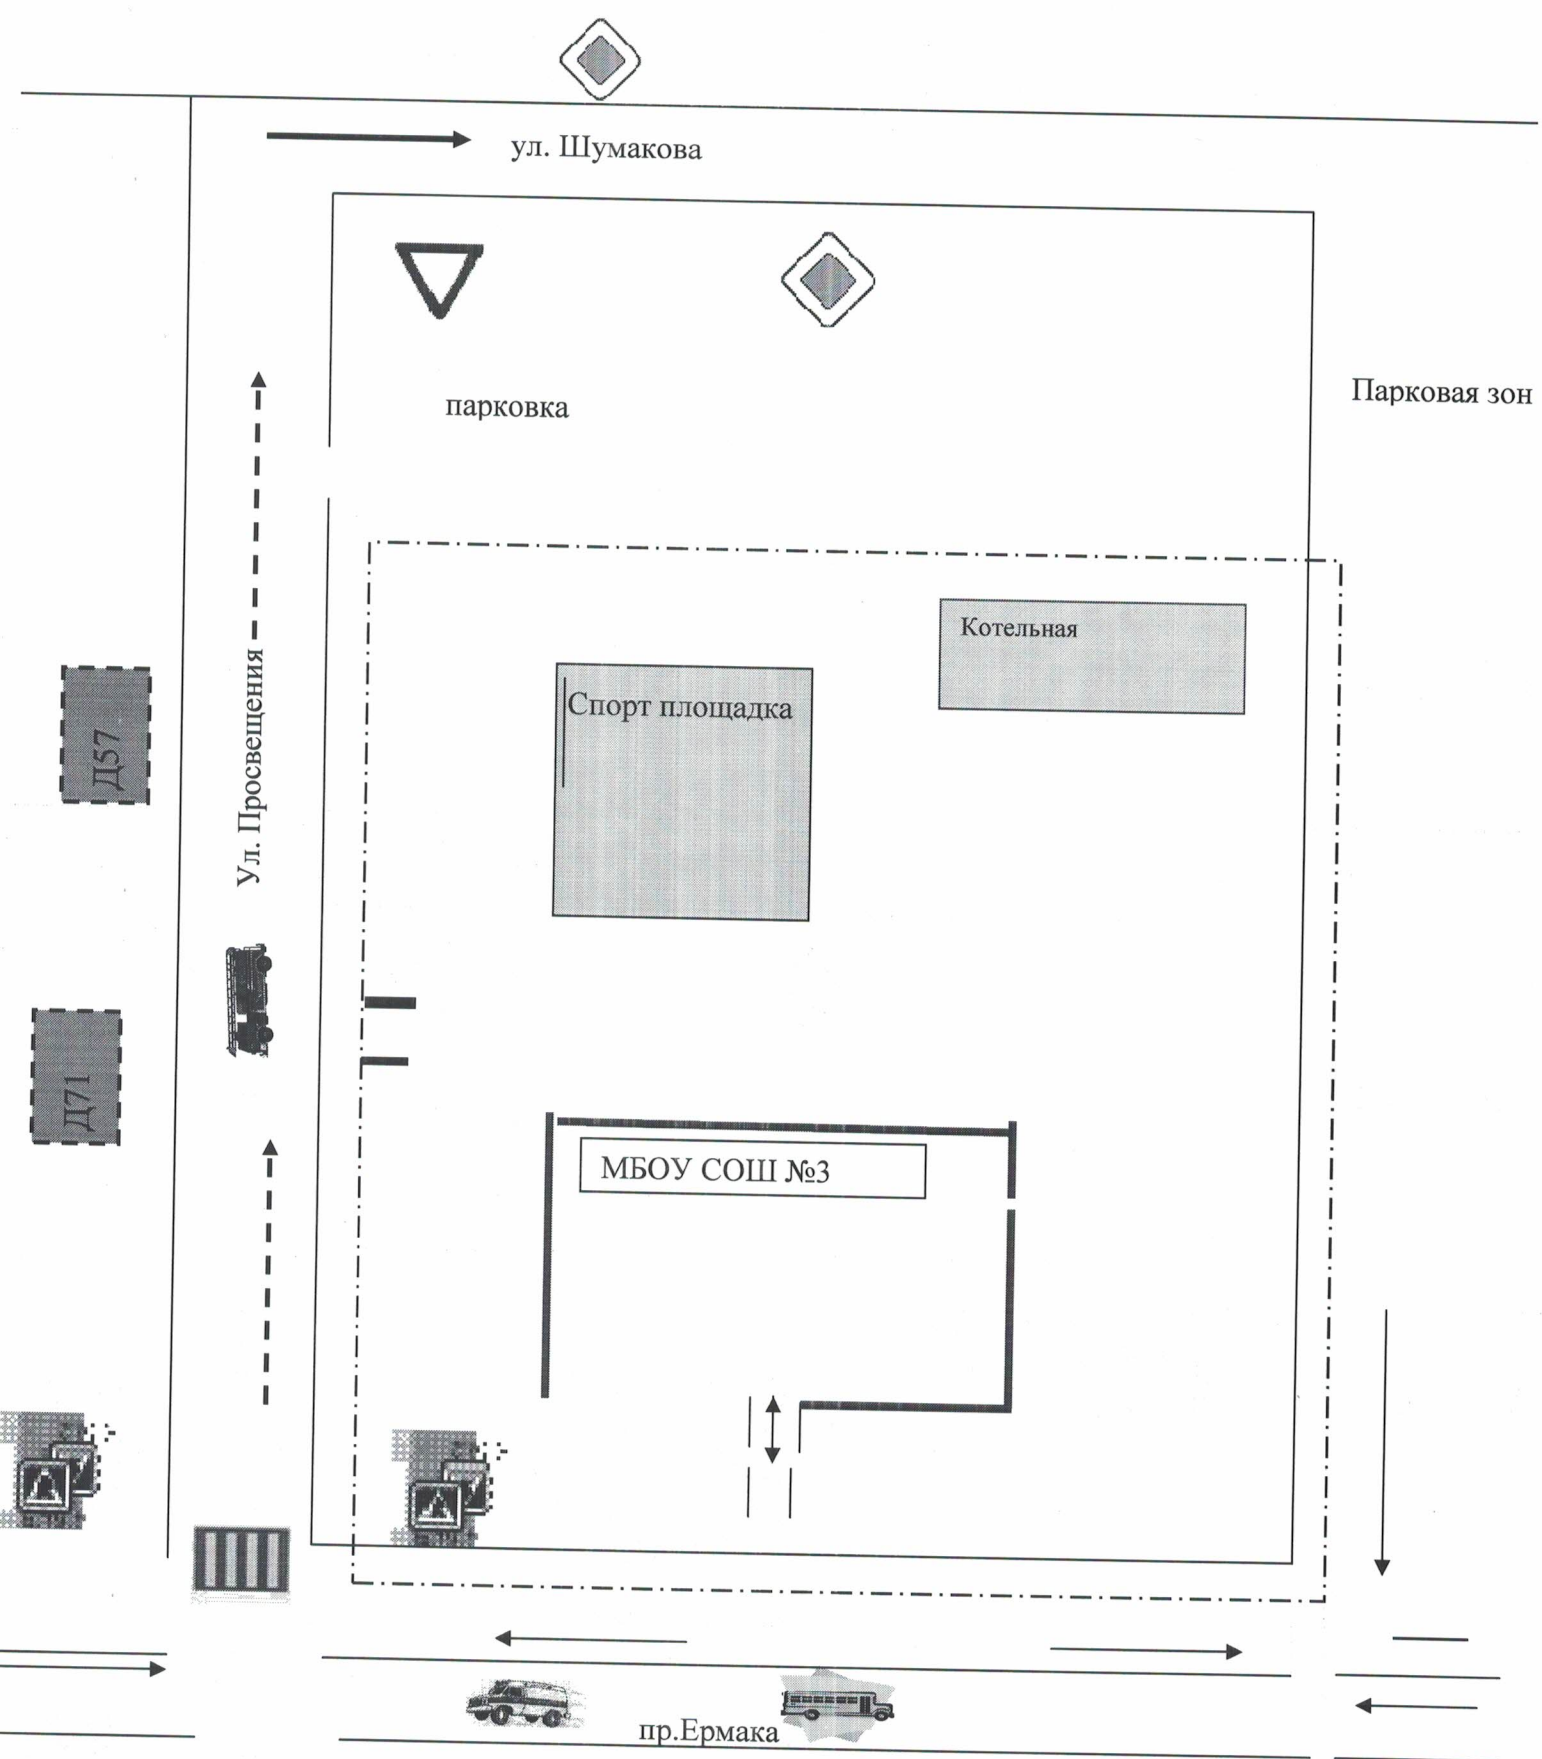 ул. Шумакова
парковка
Парковая зон
Котельная
Спорт площадка
Д57
Ул. Просвещения
Д71
МБОУ СОШ №3
пр.Ермака